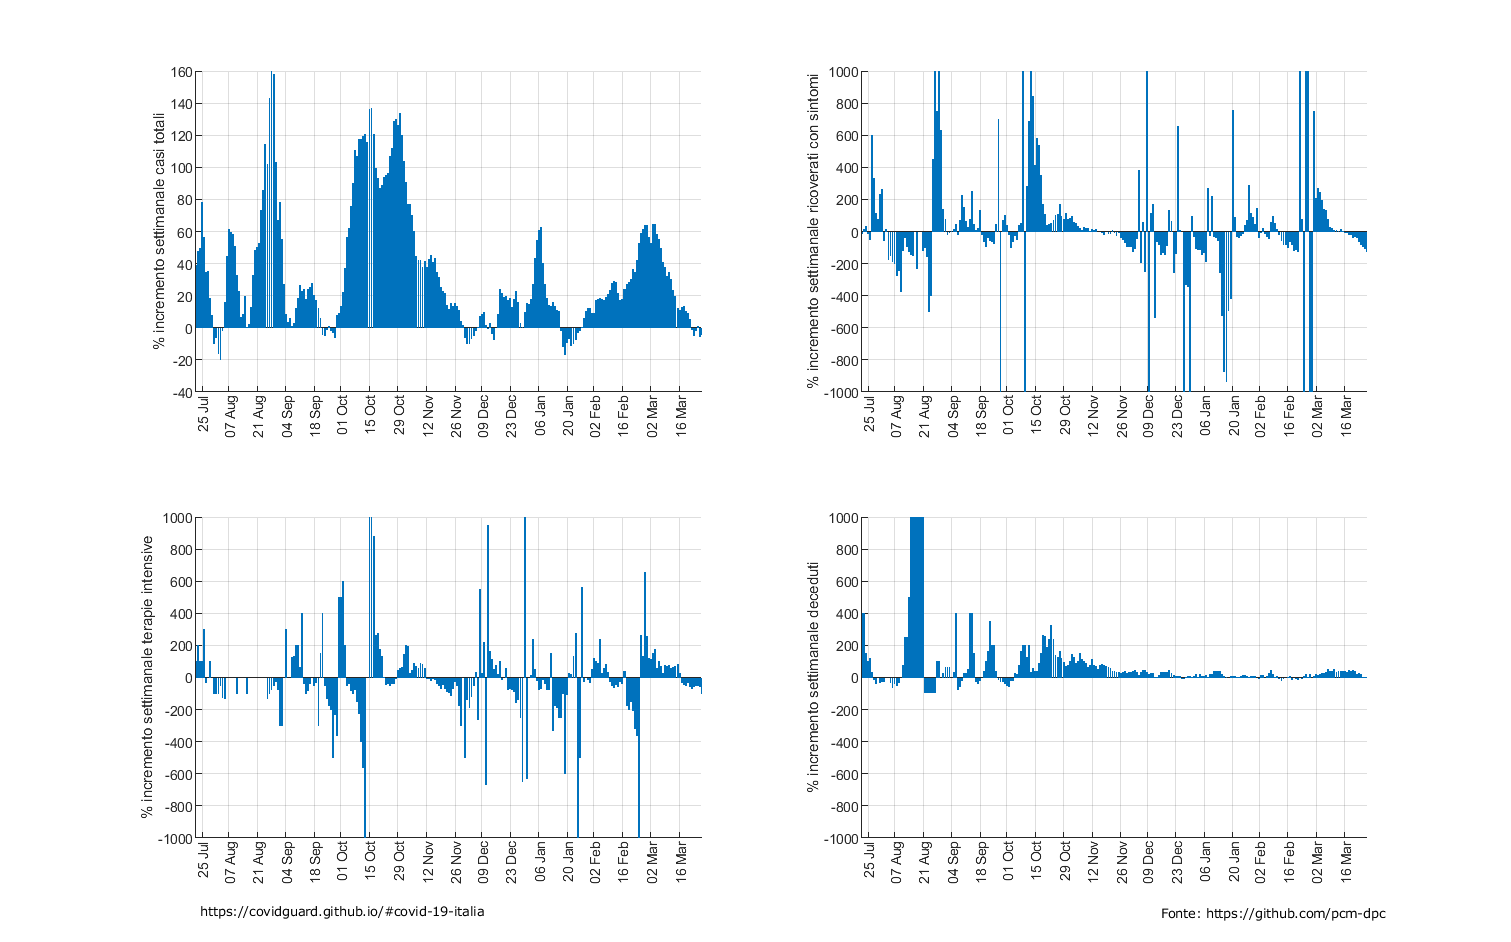 % incremento settimanale casi totali
160
140
120
100
80
60
40
20
0
-20
-40
25 Jul
07 Aug
21 Aug
04 Sep
18 Sep
01 Oct
15 Oct
29 Oct
12 Nov
26 Nov
09 Dec
23 Dec
06 Jan
20 Jan
02 Feb
16 Feb
02 Mar
16 Mar
% incremento settimanale ricoverati con sintomi
1000
800
600
400
200
0
-200
-400
-600
-800
-1000
25 Jul
07 Aug
21 Aug
04 Sep
18 Sep
01 Oct
15 Oct
29 Oct
12 Nov
26 Nov
09 Dec
23 Dec
06 Jan
20 Jan
02 Feb
16 Feb
02 Mar
16 Mar
% incremento settimanale terapie intensive
1000
800
600
400
200
0
-200
-400
-600
-800
-1000
25 Jul
07 Aug
21 Aug
04 Sep
18 Sep
01 Oct
15 Oct
29 Oct
12 Nov
26 Nov
09 Dec
23 Dec
06 Jan
20 Jan
02 Feb
16 Feb
02 Mar
16 Mar
% incremento settimanale deceduti
1000
800
600
400
200
0
-200
-400
-600
-800
-1000
25 Jul
07 Aug
21 Aug
04 Sep
18 Sep
01 Oct
15 Oct
29 Oct
12 Nov
26 Nov
09 Dec
23 Dec
06 Jan
20 Jan
02 Feb
16 Feb
02 Mar
16 Mar
https://covidguard.github.io/#covid-19-italia
Fonte: https://github.com/pcm-dpc